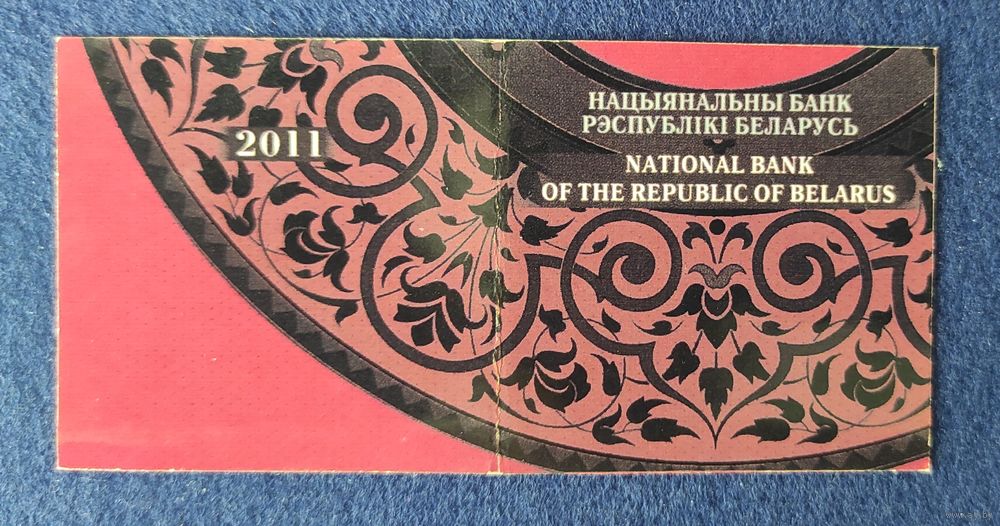 2011
НАЦЫЯНАЛЬНЫ БАНК
РЭСПУБЛІКІ БЕЛАРУСЬ
NATIONAL BANK
OF THE REPUBLIC OF BELARUS